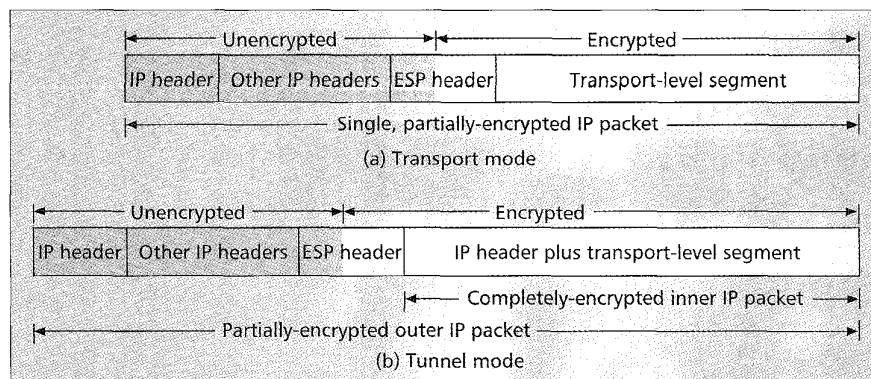 Unencrypted Encrypted
IP header Other IP headers ESP header Transport-level segment
Single, partially-encrypted IP packet
(a) Transport mode
Unencrypted Encrypted
IP header Other IP headers ESP header IP header plus transport-level segment
Completely-encrypted inner IP packet
Partially-encrypted outer IP packet
(b) Tunnel mode